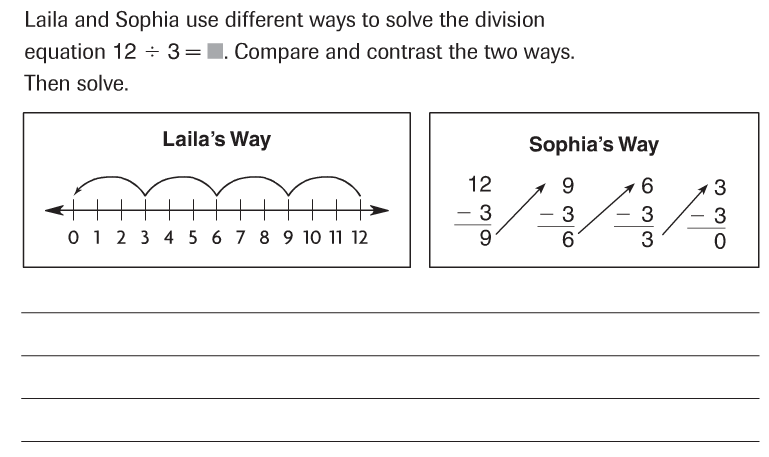 Laila and Sophia use different ways to solve the division
equation 12 ÷ 3 = ■. Compare and contrast the two ways.
Then solve.
Laila's Way
0 1 2 3 4 5 6 7 8 9 10 11 12
Sophia's Way
12 9 6 3
− 3 − 3 − 3 − 3
9 6 3 0